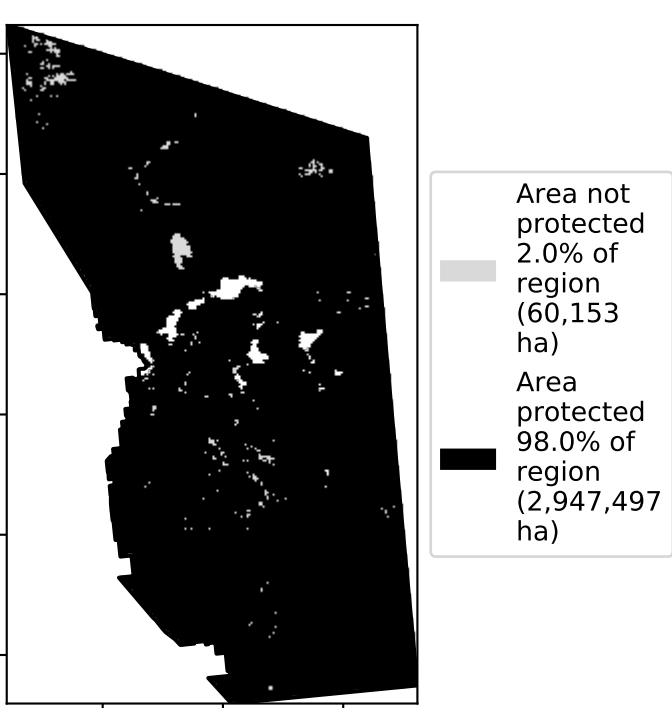 Area not
protected
2.0% of
region
(60,153
ha)
Area
protected
98.0% of
region
(2,947,497
ha)